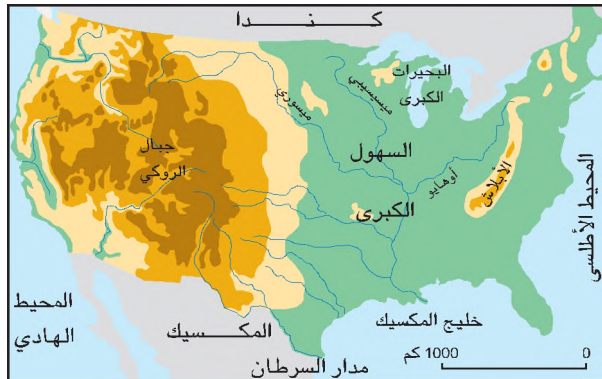 كـنـدا
البحيرات
الكبرى
ميسيسيبي
ميسوري
السهول
الكبرى
جبال
الروكي
أوهايو
الابلاش
المحيط الأطلسي
المحيط
الهادي
المكسيك
خليج المكسيك
مدار السرطان
1000 كم
0